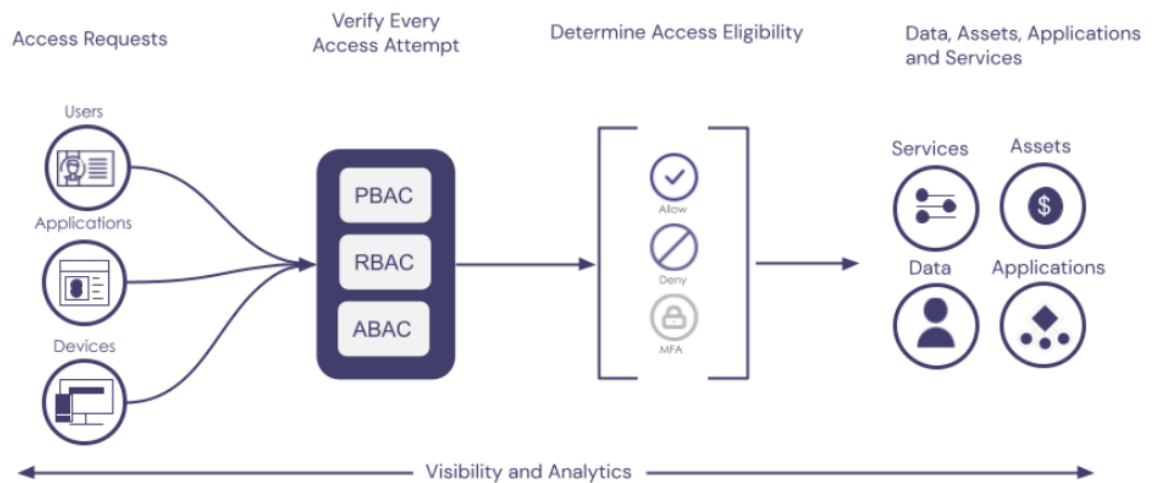 Access Requests
Verify Every
Access Attempt
Determine Access Eligibility
Data, Assets, Applications
and Services
Users
Applications
Devices
PBAC
RBAC
ABAC
Allow
Deny
MFA
Services
Assets
$
Data
Applications
Visibility and Analytics